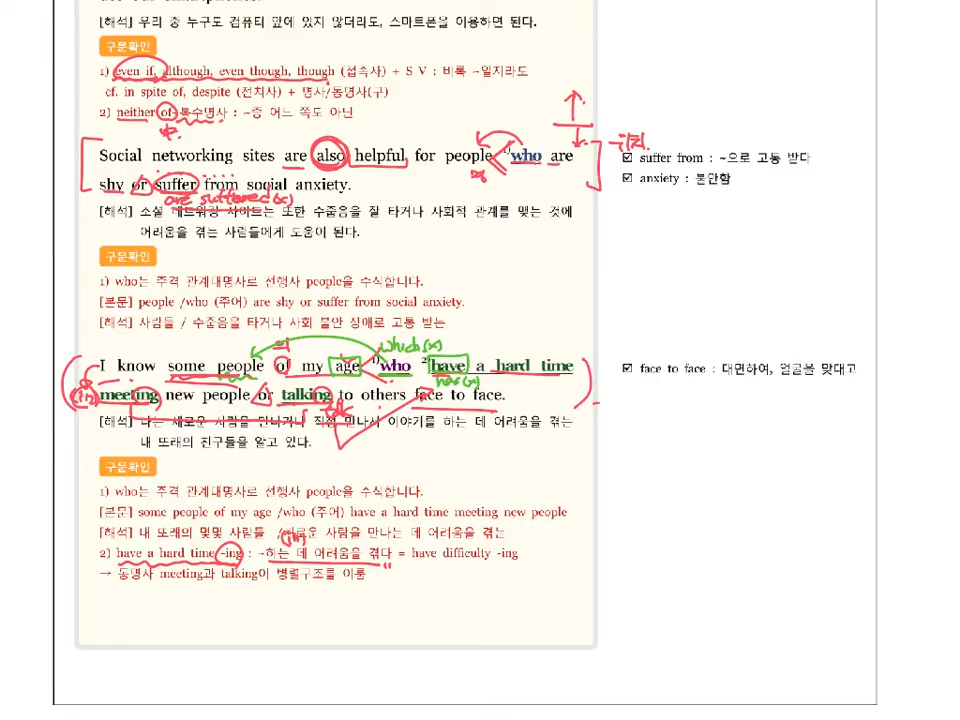 [해석] 우리 중 누구도 컴퓨터 앞에 있지 않더라도, 스마트폰을 이용하면 된다.
구문확인
1) even if, although, even though, though (접속사) + S V : 비록 ~일지라도
cf. in spite of, despite (전치사) + 명사/동명사(구)
2) neither of 복수명사 : ~중 어느 쪽도 아닌
Social networking sites are also helpful for people 1)who are
shy or suffer from social anxiety.
are suffered(x)
☑ suffer from : ~으로 고통 받다
☑ anxiety : 불안함
[해석] 소셜 네트워킹 사이트는 또한 수줍음을 잘 타거나 사회적 관계를 맺는 것에
어려움을 겪는 사람들에게 도움이 된다.
구문확인
1) who는 주격 관계대명사로 선행사 people을 수식합니다.
[본문] people /who (주어) are shy or suffer from social anxiety.
[해석] 사람들 / 수줍음을 타거나 사회 불안 장애로 고통 받는
which(x)
I know some people of my age 1)who 2)have a hard time
has(x)
(in) meeting new people or talking to others face to face.
talk
☑ face to face : 대면하여, 얼굴을 맞대고
[해석] 나는 새로운 사람을 만나거나 직접 만나서 이야기를 하는 데 어려움을 겪는
내 또래의 친구들을 알고 있다.
구문확인
1) who는 주격 관계대명사로 선행사 people을 수식합니다.
[본문] some people of my age /who (주어) have a hard time meeting new people
[해석] 내 또래의 몇몇 사람들 /새로운 사람을 만나는 데 어려움을 겪는
(in)
2) have a hard time -ing : ~하는 데 어려움을 겪다 = have difficulty -ing
→ 동명사 meeting과 talking이 병렬구조를 이룸